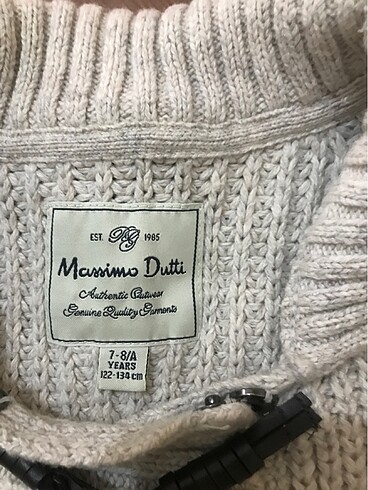 EST. B&G 1985
Massimo Dutti
Authentic Outwear
Genuine Quality Garments
7-8/A
YEARS
122-134 cm